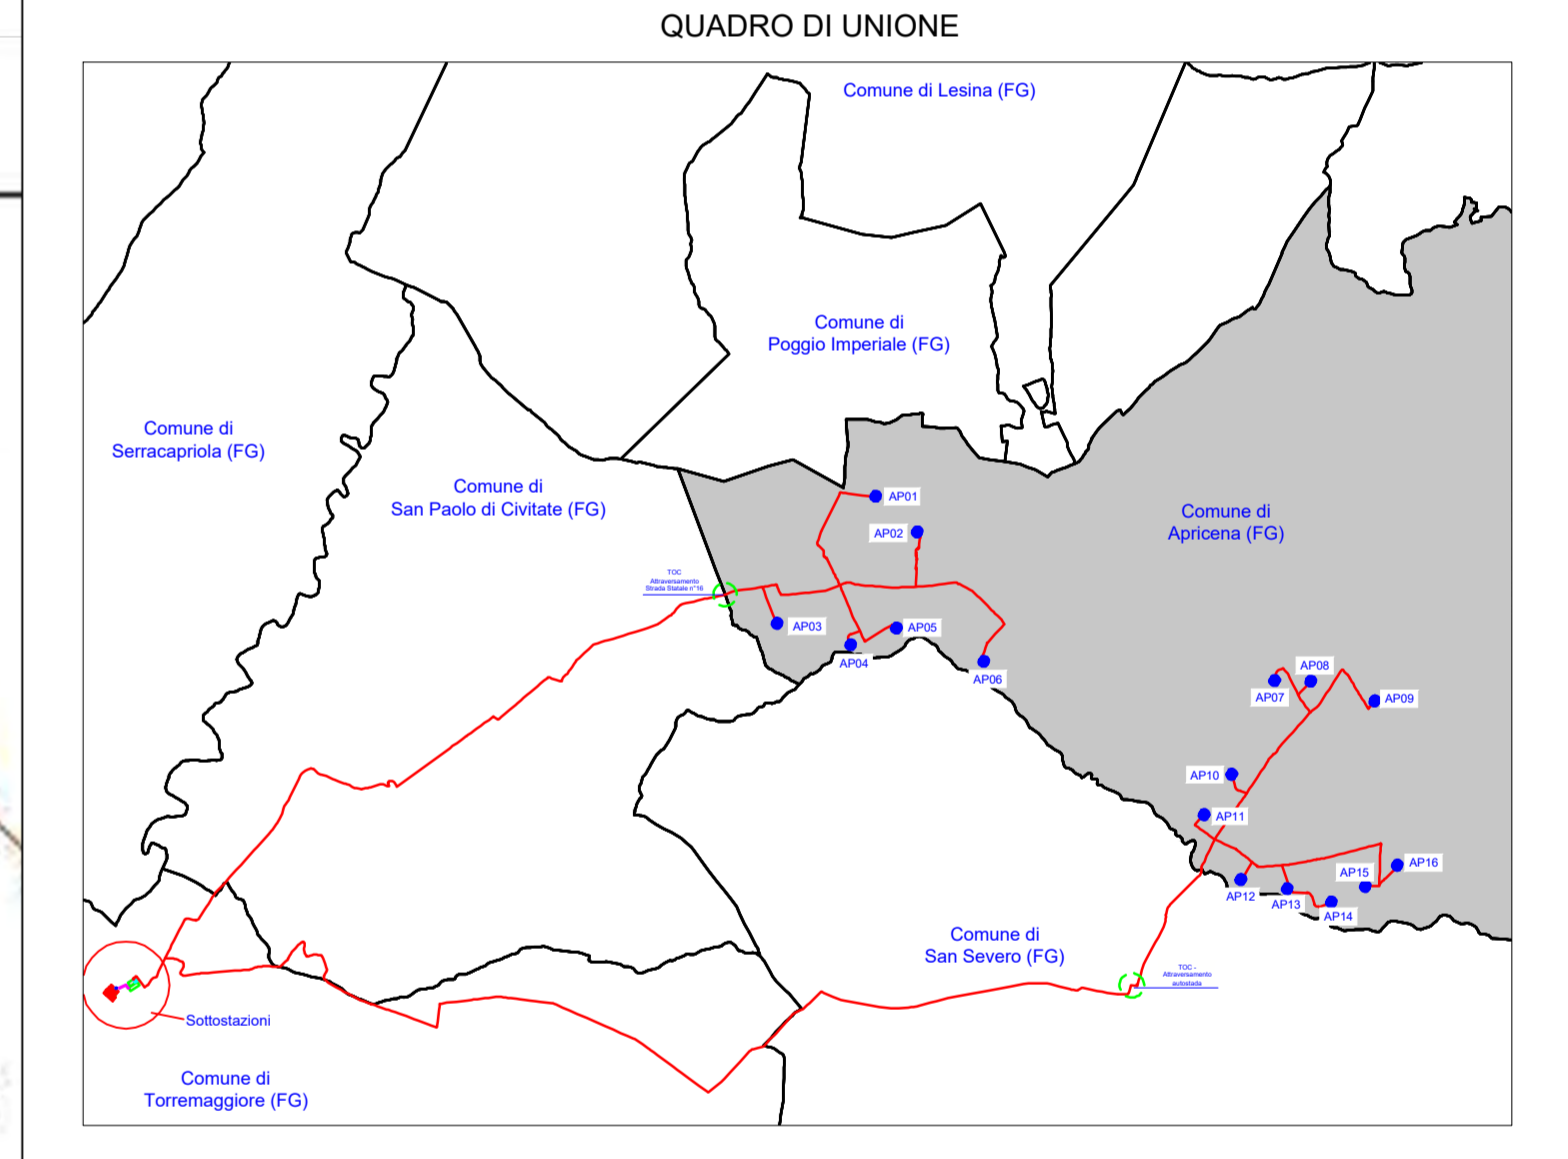 QUADRO DI UNIONE
Comune di Lesina (FG)
Comune di
Poggio Imperiale (FG)
Comune di
Serracapriola (FG)
Comune di
San Paolo di Civitate (FG)
Comune di
Apricena (FG)
AP01
AP02
TOC
Attraversamento
Strada Statale n°16
AP03
AP05
AP04
AP06
AP08
AP07
AP09
AP10
AP11
AP16
AP15
AP12
AP13
AP14
Comune di
San Severo (FG)
TOC -
Attraversamento
autostada
Sottostazioni
Comune di
Torremaggiore (FG)